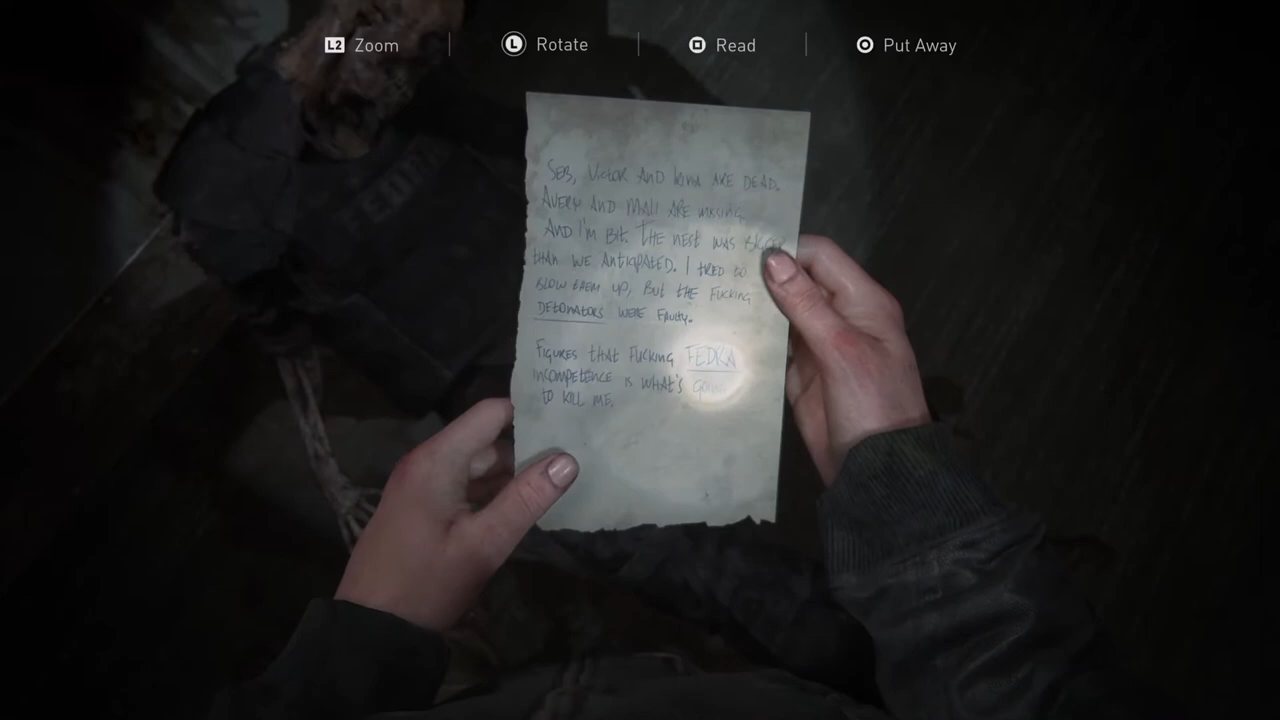 L2 Zoom L Rotate Read Put Away
FEDRA
SEB, VICTOR AND ARE DEAD.
AVERY AND MALI ARE MISSING.
AND I'M BIT. THE NEST WAS BIGGER
THAN WE ANTICIPATED. I TRIED TO
BLOW THEM UP, BUT THE FUCKING
DETONATORS WERE FAULTY.
FIGURES THAT FUCKING FEDRA
INCOMPETENCE IS WHAT'S GOING
TO KILL ME.